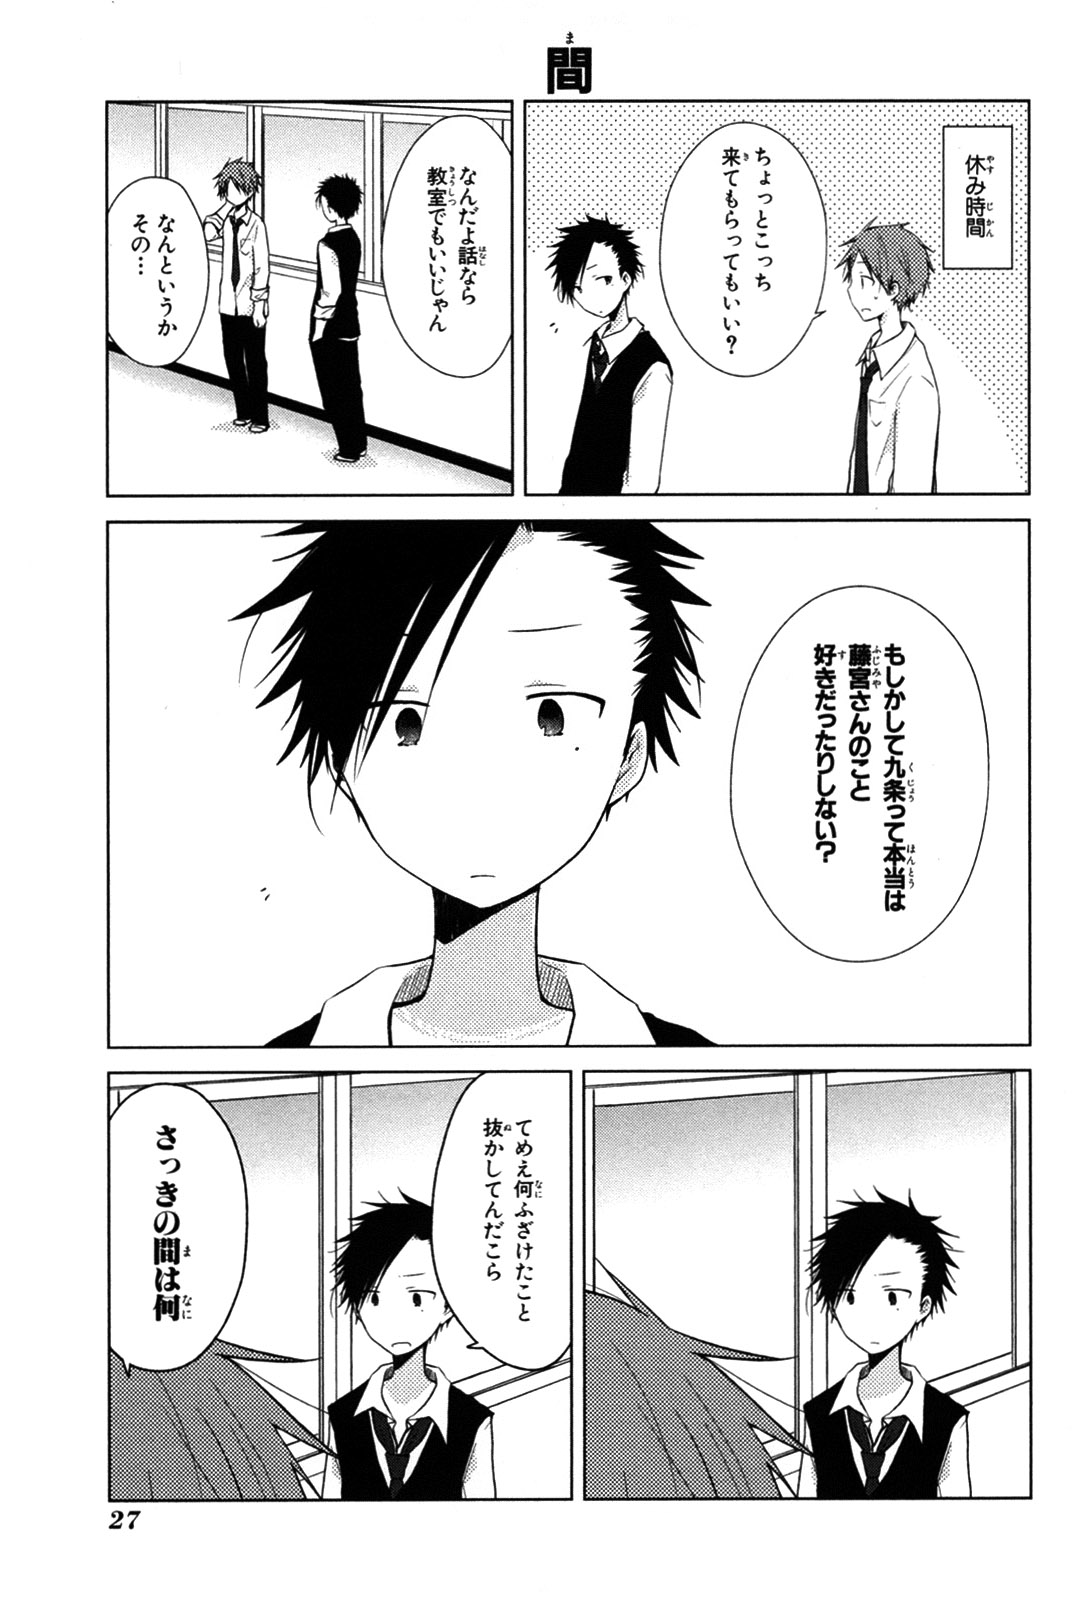 間
休み時間
ちょっとこっち
来てもらってもいい？
なんだよ話なら
教室でもいいじゃん
なんというか
その…
もしかして九条って本当は
藤宮さんのこと
好きだったりしない？
てめえ何ふざけたこと
抜かしてんだこら
さっきの間は何
27